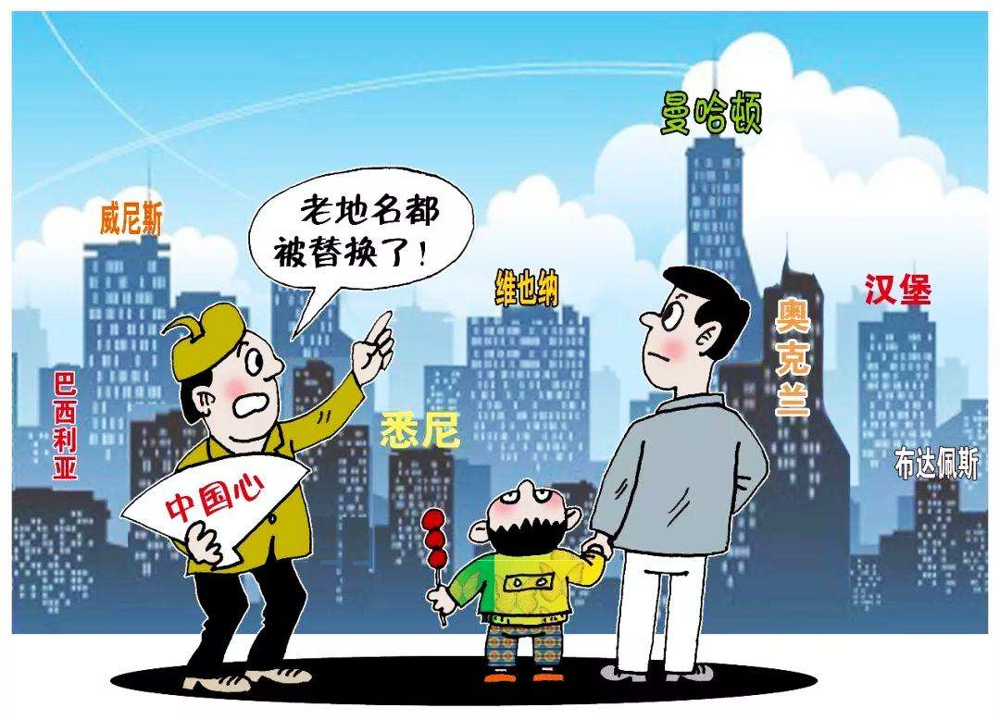 曼哈顿
威尼斯
老地名都
被替换了！
维也纳
汉堡
奥克兰
巴西利亚
悉尼
布达佩斯
中国心